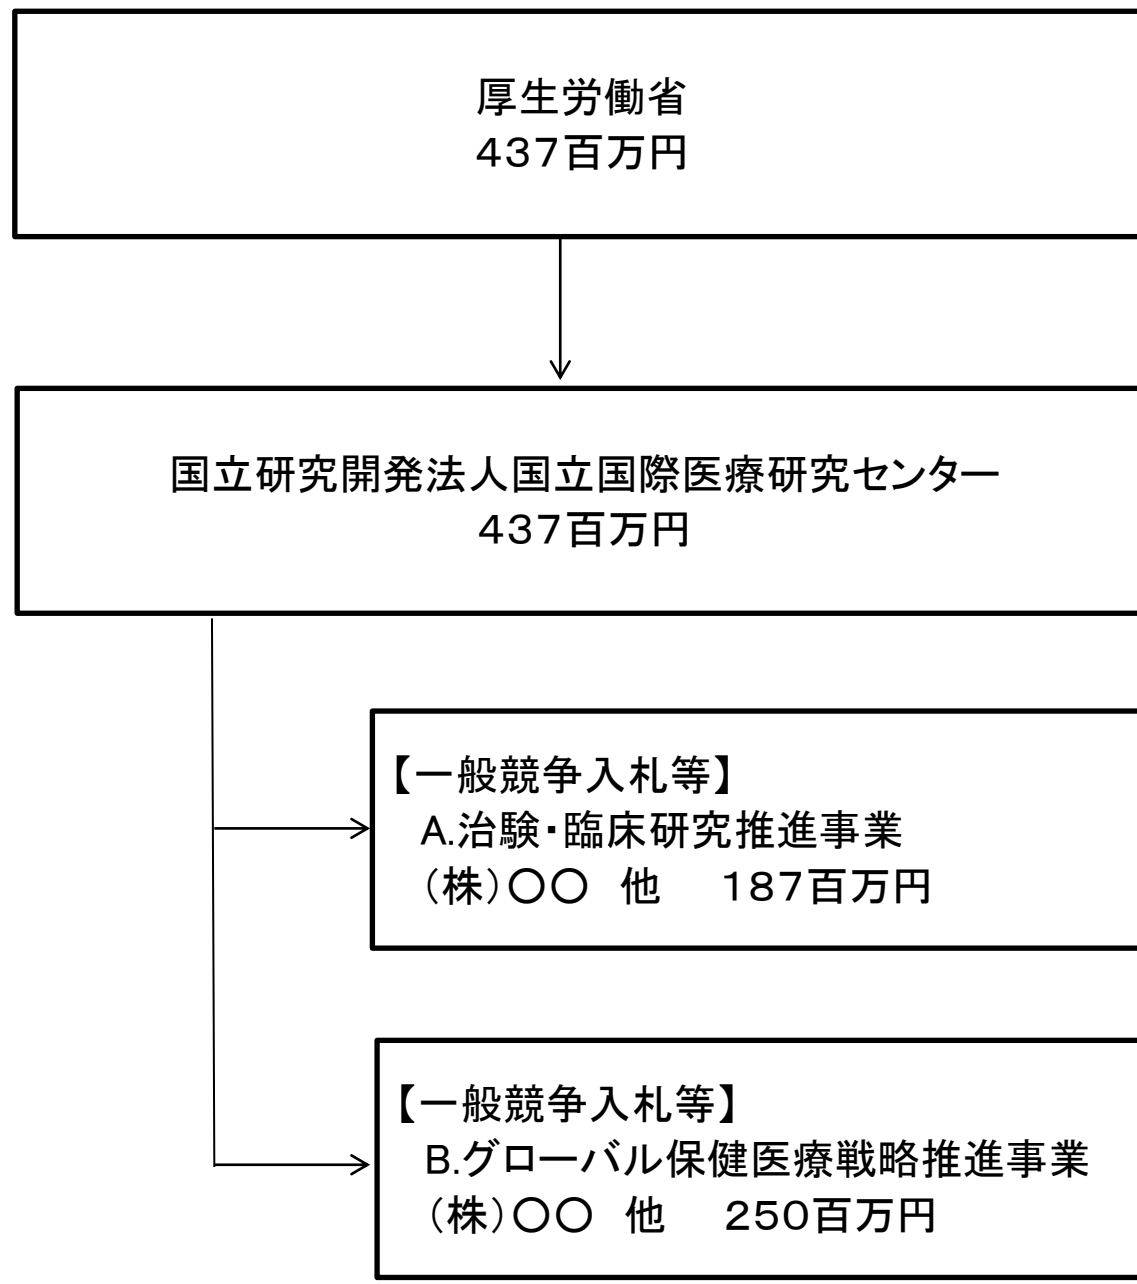 厚生労働省
437百万円
国立研究開発法人国立国際医療研究センター
437百万円
【一般競争入札等】
A.治験・臨床研究推進事業
（株）〇〇　他　　187百万円
【一般競争入札等】
B.グローバル保健医療戦略推進事業
（株）〇〇　他　　250百万円